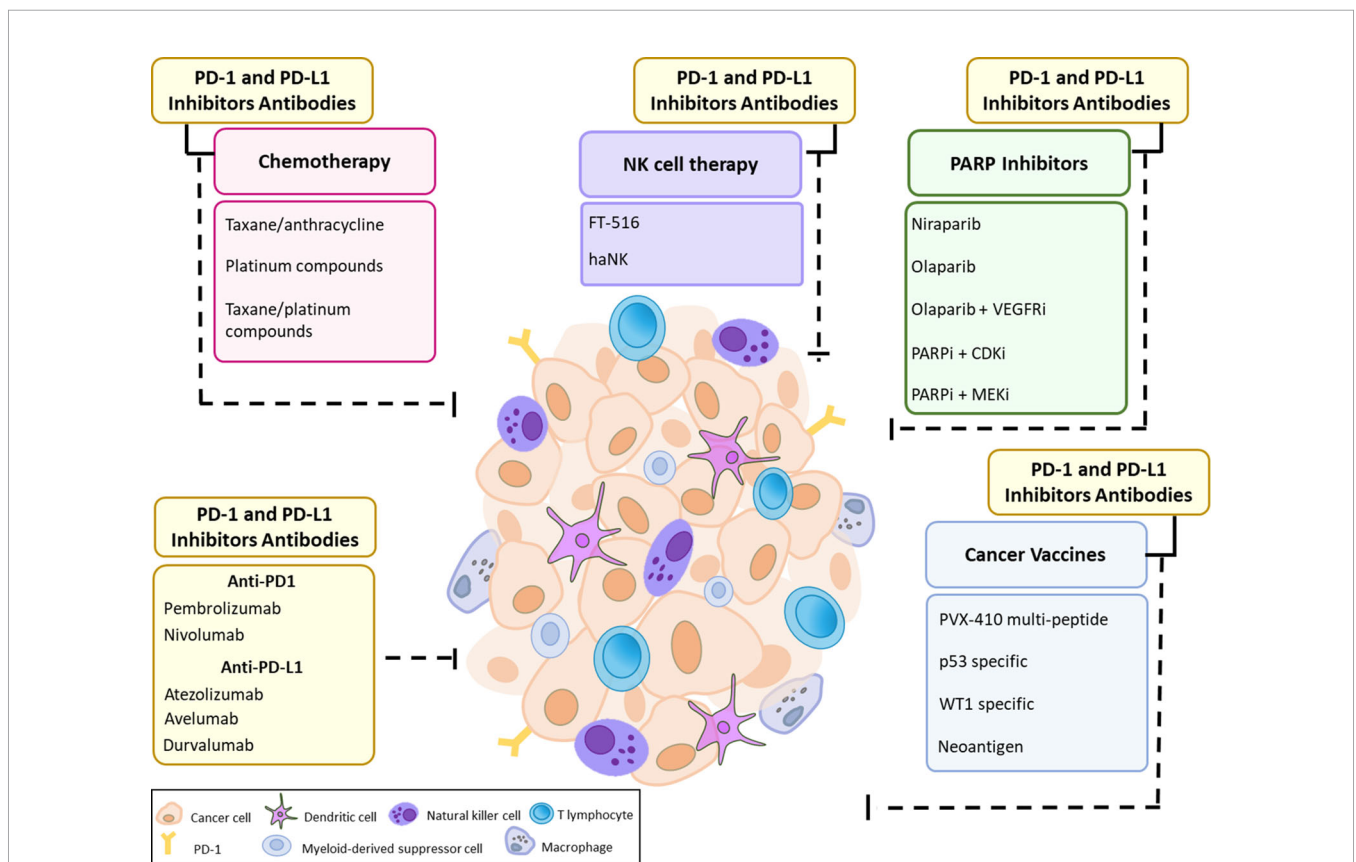 PD-1 and PD-L1
Inhibitors Antibodies
Chemotherapy
Taxane/anthracycline
Platinum compounds
Taxane/platinum
compounds
PD-1 and PD-L1
Inhibitors Antibodies
NK cell therapy
FT-516
haNK
PD-1 and PD-L1
Inhibitors Antibodies
PARP Inhibitors
Niraparib
Olaparib
Olaparib + VEGFRi
PARPi + CDKi
PARPi + MEKi
PD-1 and PD-L1
Inhibitors Antibodies
Anti-PD1
Pembrolizumab
Nivolumab
Anti-PD-L1
Atezolizumab
Avelumab
Durvalumab
PD-1 and PD-L1
Inhibitors Antibodies
Cancer Vaccines
PVX-410 multi-peptide
p53 specific
WT1 specific
Neoantigen
Cancer cell
Dendritic cell
Natural killer cell
T lymphocyte
PD-1
Myeloid-derived suppressor cell
Macrophage